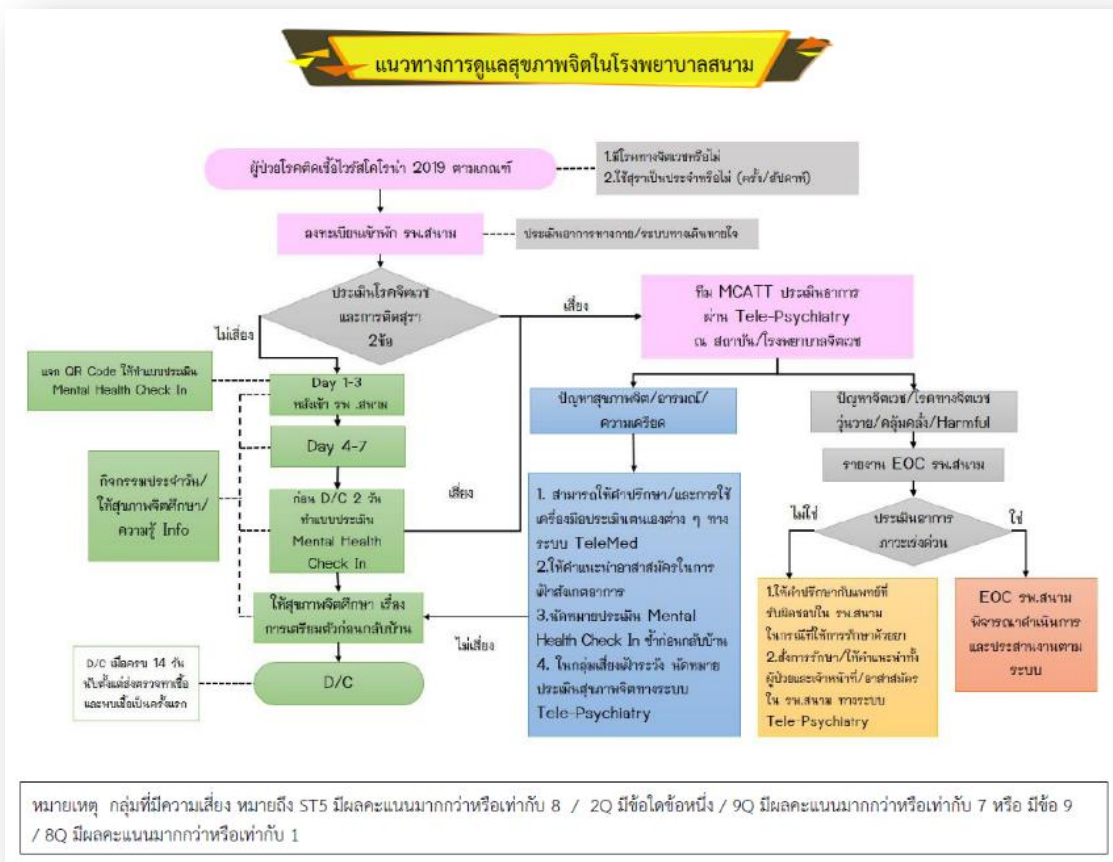 แนวทางการดูแลสุขภาพจิตในโรงพยาบาลสนาม
ผู้ป่วยโรคติดเชื้อไวรัสโคโรน่า 2019 ตามเกณฑ์
1.มีโรคทางจิตเวชหรือไม่
2.ใช้สุราเป็นประจำหรือไม่ (ครั้ง/สัปดาห์)
ลงทะเบียนเข้าพัก รพ.สนาม
ประเมินอาการทางกาย/ระบบทางเดินหายใจ
ประเมินโรคจิตเวช
และการติดสุรา
2ข้อ
เสี่ยง
ทีม MCATT ประเมินอาการ
ผ่าน Tele-Psychiatry
ณ สถาบัน/โรงพยาบาลจิตเวช
ไม่เสี่ยง
แจก QR Code ให้ทำแบบประเมิน
Mental Health Check In
Day 1-3
หลังเข้า รพ.สนาม
Day 4-7
กิจกรรมประจำวัน/
ให้สุขภาพจิตศึกษา/
ความรู้ Info
ก่อน D/C 2 วัน
ทำแบบประเมิน
Mental Health
Check In
เสี่ยง
ให้สุขภาพจิตศึกษา เรื่อง
การเตรียมตัวก่อนกลับบ้าน
ไม่เสี่ยง
D/C เมื่อครบ 14 วัน
นับตั้งแต่ส่งตรวจหาเชื้อ
และพบเชื้อเป็นครั้งแรก
D/C
ปัญหาสุขภาพจิต/อารมณ์/
ความเครียด
1. สามารถให้คำปรึกษา/และการใช้
เครื่องมือประเมินตนเองต่าง ๆ ทาง
ระบบ TeleMed
2.ให้คำแนะนำอาสาสมัครในการ
เฝ้าสังเกตอาการ
3.นัดหมายประเมิน Mental
Health Check In ซ้ำก่อนกลับบ้าน
4. ในกลุ่มเสี่ยงเฝ้าระวัง นัดหมาย
ประเมินสุขภาพจิตทางระบบ
Tele-Psychiatry
ปัญหาจิตเวช/โรคทางจิตเวช
วุ่นวาย/คลุ้มคลั่ง/Harmful
รายงาน EOC รพ.สนาม
ไม่ใช่
ประเมินอาการ
ภาวะเร่งด่วน
ใช่
1.ให้คำปรึกษากับแพทย์ที่
รับผิดชอบใน รพ.สนาม
ในกรณีที่ให้การรักษาด้วยยา
2.สั่งการรักษา/ให้คำแนะนำทั้ง
ผู้ป่วยและเจ้าหน้าที่/อาสาสมัคร
ใน รพ.สนาม ทางระบบ
Tele-Psychiatry
EOC รพ.สนาม
พิจารณาดำเนินการ
และประสานงานตาม
ระบบ
หมายเหตุ กลุ่มที่มีความเสี่ยง หมายถึง ST5 มีผลคะแนนมากกว่าหรือเท่ากับ 8 / 2Q มีข้อใดข้อหนึ่ง / 9Q มีผลคะแนนมากกว่าหรือเท่ากับ 7 หรือ มีข้อ 9
/ 8Q มีผลคะแนนมากกว่าหรือเท่ากับ 1